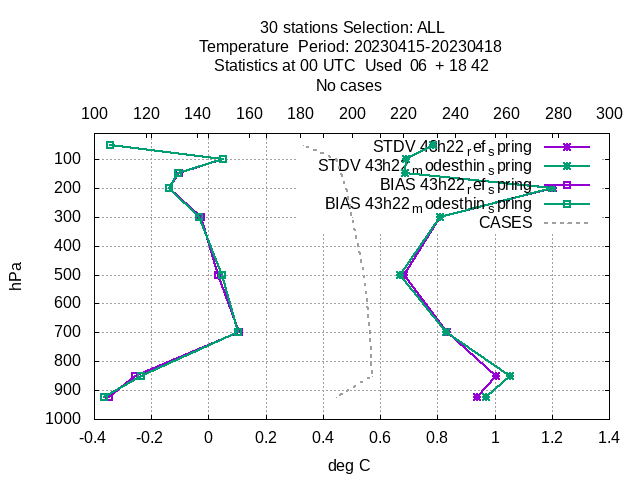 30 stations Selection: ALL
Temperature  Period: 20230415-20230418
Statistics at 00 UTC  Used  06  + 18 42
No cases
100 120 140 160 180 200 220 240 260 280 300
STDV 43h22_ref_spring
STDV 43h22_modesthin_spring
BIAS 43h22_ref_spring
BIAS 43h22_modesthin_spring
CASES
100
200
300
400
500
600
700
800
900
1000
hPa
-0.4 -0.2 0 0.2 0.4 0.6 0.8 1 1.2 1.4
deg C